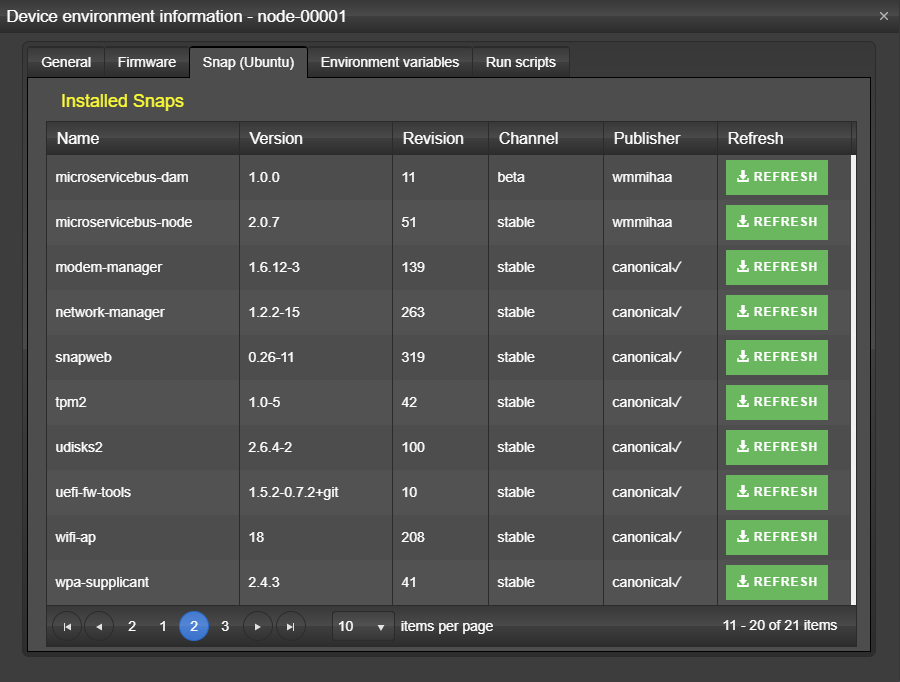 Device environment information - node-00001 ×
General Firmware Snap (Ubuntu) Environment variables Run scripts
Installed Snaps
Name Version Revision Channel Publisher Refresh
microservicebus-dam 1.0.0 11 beta wmmihaa REFRESH
microservicebus-node 2.0.7 51 stable wmmihaa REFRESH
modem-manager 1.6.12-3 139 stable canonical✓ REFRESH
network-manager 1.2.2-15 263 stable canonical✓ REFRESH
snapweb 0.26-11 319 stable canonical✓ REFRESH
tpm2 1.0-5 42 stable canonical✓ REFRESH
udisks2 2.6.4-2 100 stable canonical✓ REFRESH
uefi-fw-tools 1.5.2-0.7.2+git 10 stable canonical✓ REFRESH
wifi-ap 18 208 stable canonical✓ REFRESH
wpa-supplicant 2.4.3 41 stable canonical✓ REFRESH
2 1 2 3 10 items per page 11 - 20 of 21 items